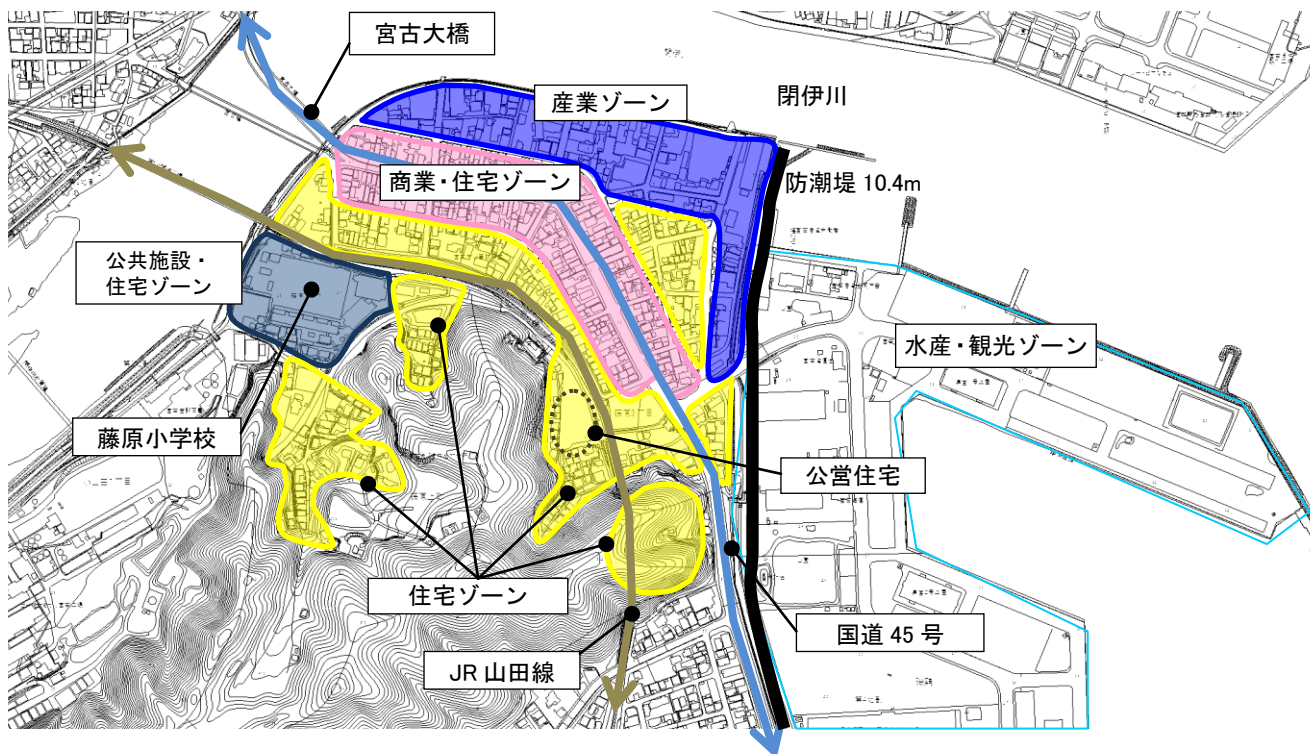 宮古大橋
産業ゾーン
閉伊川
商業・住宅ゾーン
防潮堤 10.4m
公共施設・
住宅ゾーン
水産・観光ゾーン
藤原小学校
公営住宅
住宅ゾーン
国道 45 号
JR 山田線